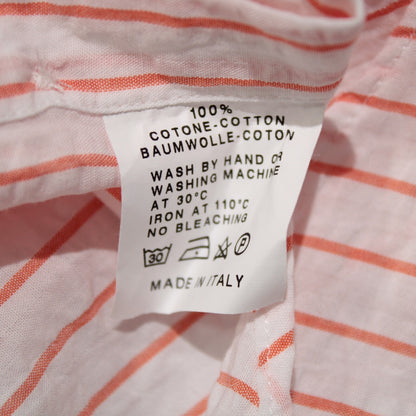 100%
COTONE-COTTON
BAUMWOLLE-COTON
WASH BY HAND OR
WASHING MACHINE
AT 30°C
IRON AT 110°C
NO BLEACHING
30
MADE IN ITALY